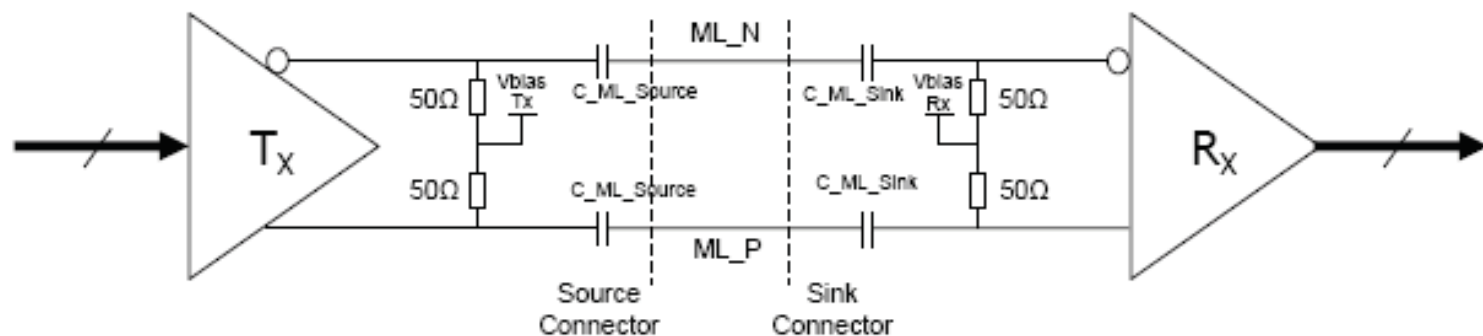 ML_N
Vbias
Tx
C_ML_Source
C_ML_Sink
Vbias
Rx
50Ω
50Ω
TX
RX
50Ω
50Ω
C_ML_Source
C_ML_Sink
ML_P
Source
Connector
Sink
Connector